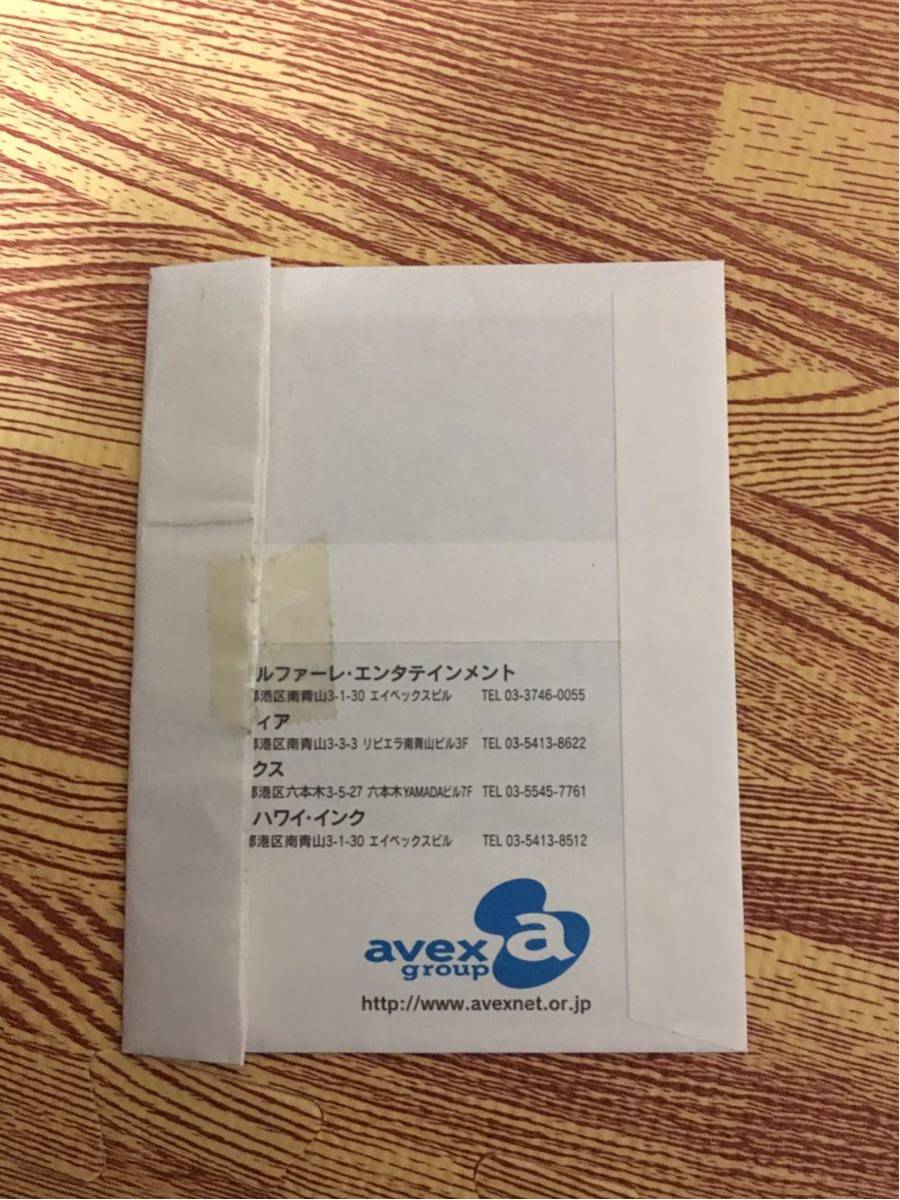 ルファーレ・エンタテインメント
港区南青山3-1-30 エイベックスビル TEL 03-3746-0055
ィア
港区南青山3-3-3 リビエラ南青山ビル3F TEL 03-5413-8622
クス
港区六本木3-5-27 六本木YAMADAビル7F TEL 03-5545-7761
ハワイ・インク
港区南青山3-1-30 エイベックスビル TEL 03-5413-8512
avex a
group
http://www.avexnet.or.jp